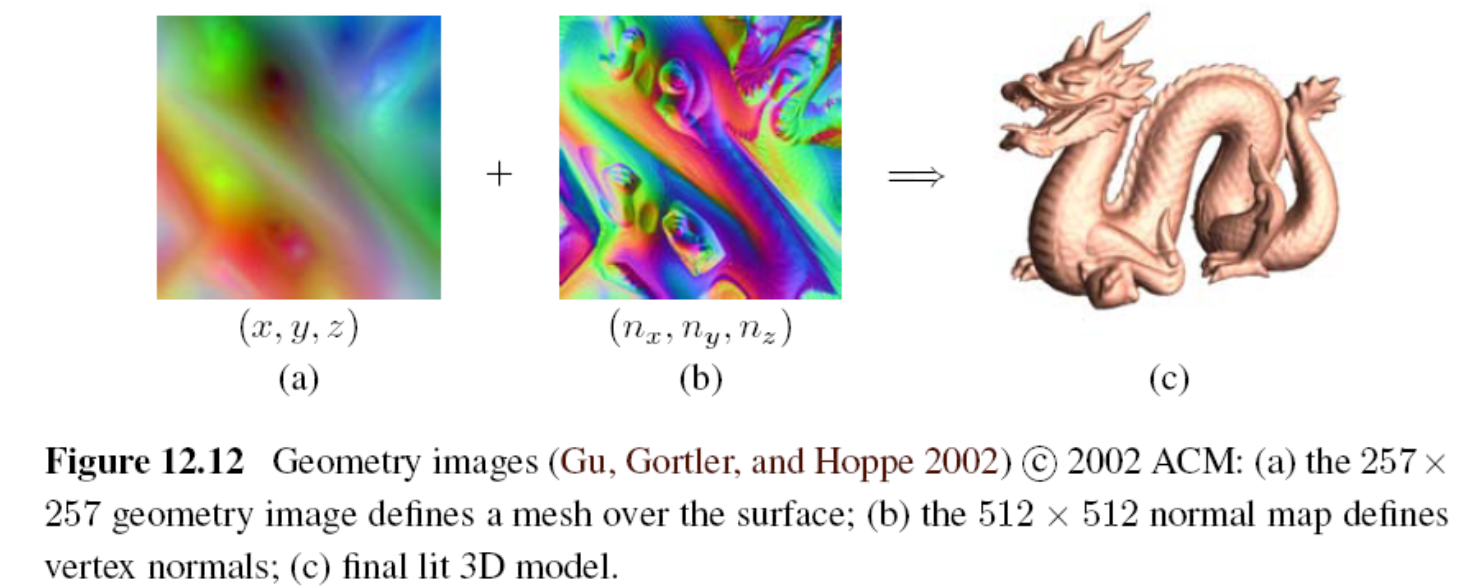 +
⟹
(x, y, z)
(n_x, n_y, n_z)
(a)
(b)
(c)
Figure 12.12 Geometry images (Gu, Gortler, and Hoppe 2002) © 2002 ACM: (a) the 257 ×
257 geometry image defines a mesh over the surface; (b) the 512 × 512 normal map defines
vertex normals; (c) final lit 3D model.